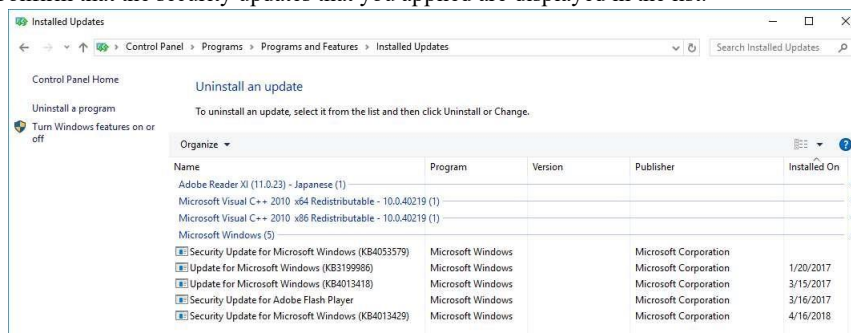 confirm that the security updates that you applied are displayed in the list.
Installed Updates
Control Panel > Programs > Programs and Features > Installed Updates
Search Installed Updates
Control Panel Home
Uninstall a program
Turn Windows features on or
off
Uninstall an update
To uninstall an update, select it from the list and then click Uninstall or Change.
Organize
Name Program Version Publisher Installed On
Adobe Reader XI (11.0.23) - Japanese (1)
Microsoft Visual C++ 2010 x64 Redistributable - 10.0.40219 (1)
Microsoft Visual C++ 2010 x86 Redistributable - 10.0.40219 (1)
Microsoft Windows (5)
Security Update for Microsoft Windows (KB4053579) Microsoft Windows Microsoft Corporation
Update for Microsoft Windows (KB3199986) Microsoft Windows Microsoft Corporation 1/20/2017
Update for Microsoft Windows (KB4013418) Microsoft Windows Microsoft Corporation 3/15/2017
Security Update for Adobe Flash Player Microsoft Windows Microsoft Corporation 3/16/2017
Security Update for Microsoft Windows (KB4013429) Microsoft Windows Microsoft Corporation 4/16/2018